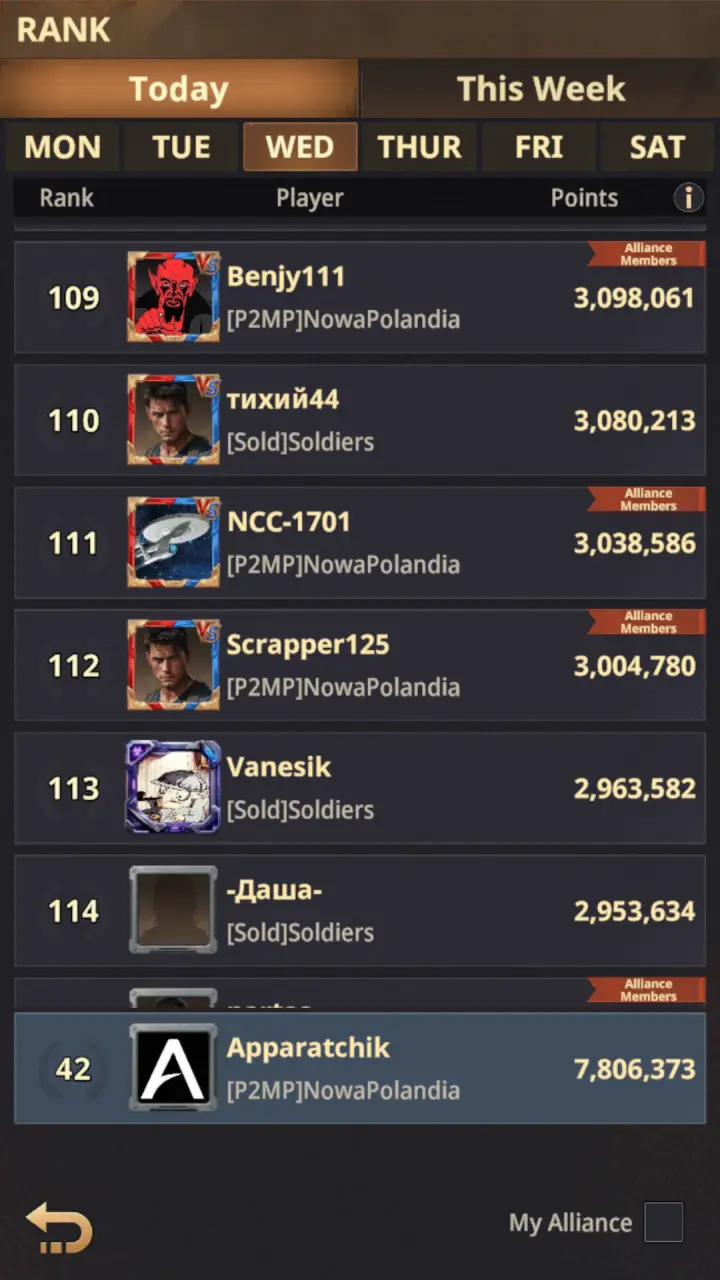 RANK
Today
This Week
MON
TUE
WED
THUR
FRI
SAT
Rank
Player
Points
Alliance
Members
109
Benjy111
[P2MP]NowaPolandia
3,098,061
110
тихий44
[Sold]Soldiers
3,080,213
Alliance
Members
111
NCC-1701
[P2MP]NowaPolandia
3,038,586
Alliance
Members
112
Scrapper125
[P2MP]NowaPolandia
3,004,780
113
Vanesik
[Sold]Soldiers
2,963,582
114
-Даша-
[Sold]Soldiers
2,953,634
Alliance
Members
42
Apparatchik
[P2MP]NowaPolandia
7,806,373
My Alliance